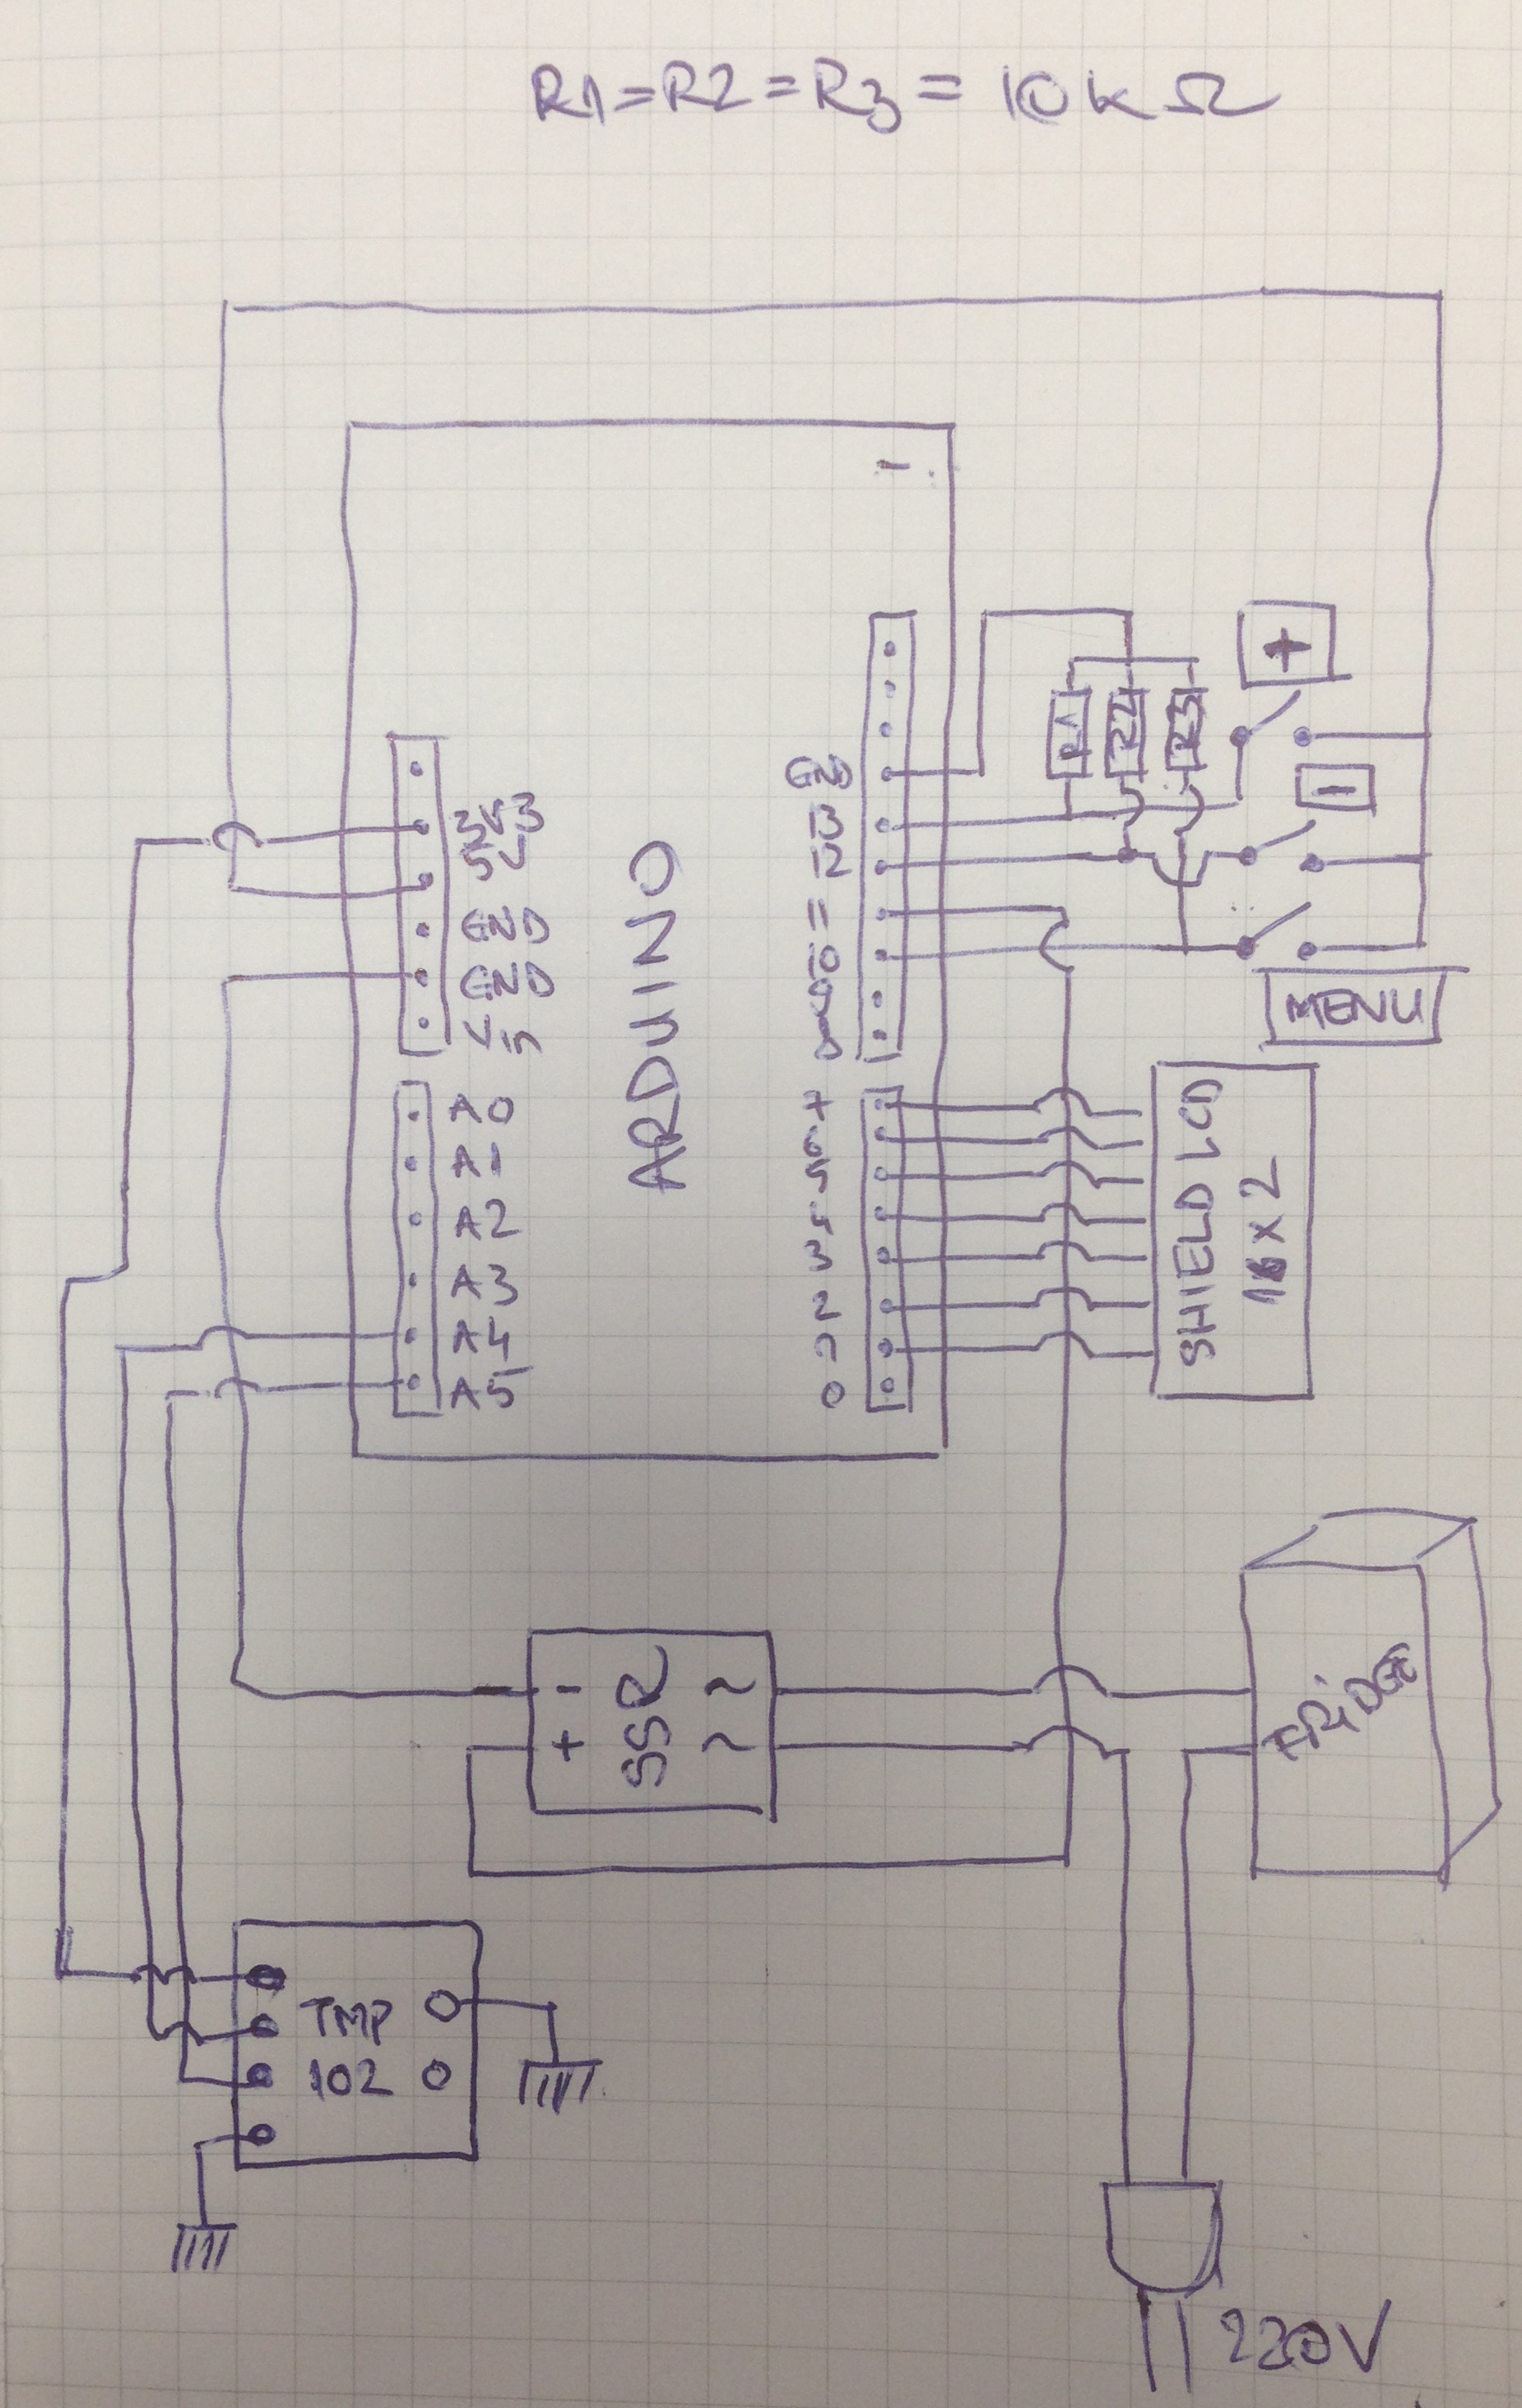 R1=R2=R3= 10kΩ
+
R1
R2
R3
-
3V3
5V
GND
GND
Vin
A0
A1
A2
A3
A4
A5
ARDUINO
13
12
11
10
9
8
7
6
5
4
3
2
1
0
MENU
SHIELD LCD
16x2
- ~
SSR
+ ~
FRiDGE
TMP
102
220V